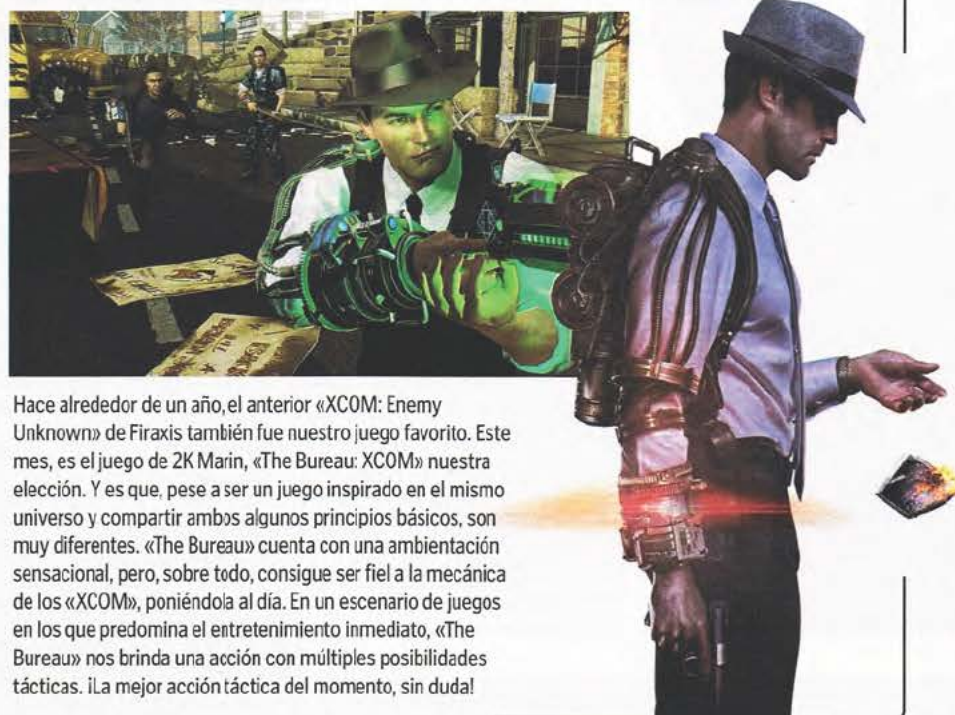 Hace alrededor de un año, el anterior «XCOM: Enemy
Unknown» de Firaxis también fue nuestro juego favorito. Este
mes, es el juego de 2K Marin, «The Bureau: XCOM» nuestra
elección. Y es que, pese a ser un juego inspirado en el mismo
universo y compartir ambos algunos principios básicos, son
muy diferentes. «The Bureau» cuenta con una ambientación
sensacional, pero, sobre todo, consigue ser fiel a la mecánica
de los «XCOM», poniéndola al día. En un escenario de juegos
en los que predomina el entretenimiento inmediato, «The
Bureau» nos brinda una acción con múltiples posibilidades
tácticas. ¡La mejor acción táctica del momento, sin duda!